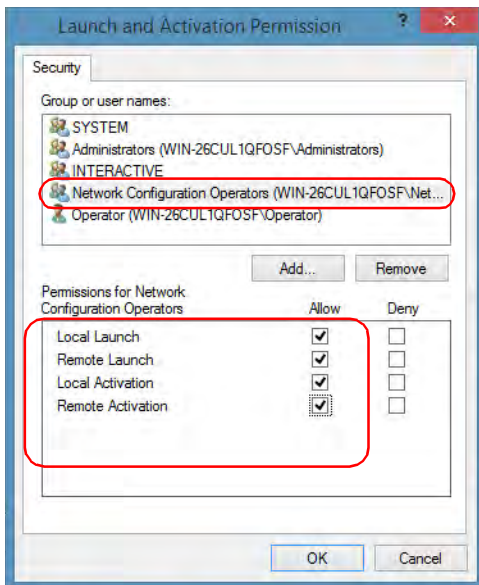 Launch and Activation Permission
?
Security
Group or user names:
SYSTEM
Administrators (WIN-26CUL1QFOSF\Administrators)
INTERACTIVE
Network Configuration Operators (WIN-26CUL1QFOSF\Net...
Operator (WIN-26CUL1QFOSF\Operator)
Add... Remove
Permissions for Network
Configuration Operators Allow Deny
Local Launch
Remote Launch
Local Activation
Remote Activation
OK Cancel